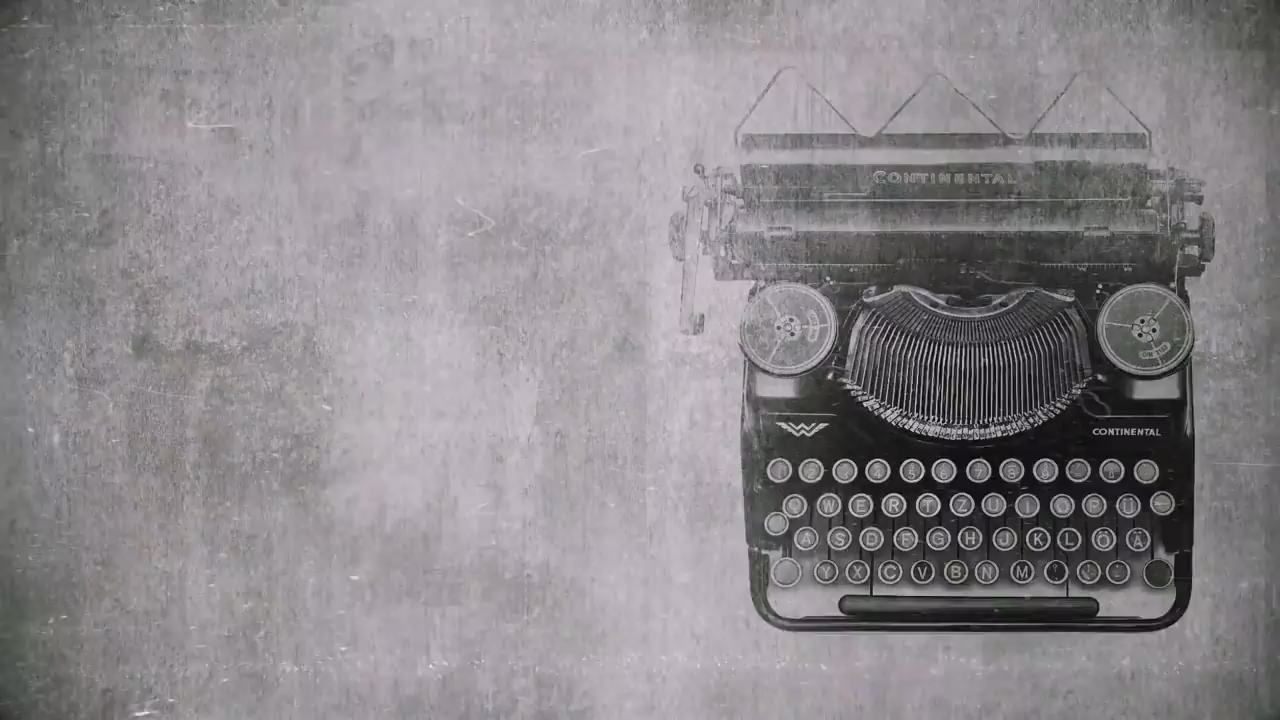 CONTINENTAL
CONTINENTAL
W E R T Z U I O P Ü
A S D F G H J K L Ö Ä
Y X C V B N M